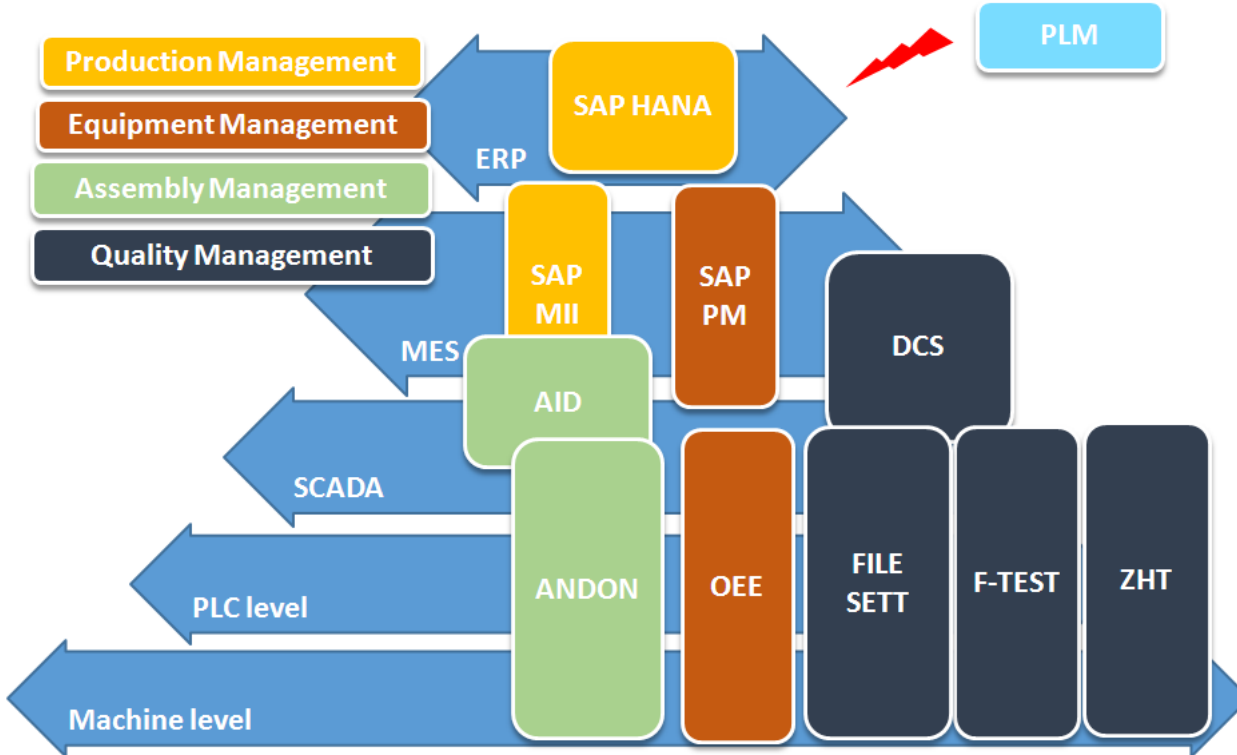 PLM
Production Management
SAP HANA
Equipment Management
ERP
Assembly Management
Quality Management
SAP
MII
SAP
PM
DCS
MES
AID
SCADA
FILE
SETT
F-TEST
ZHT
ANDON
OEE
PLC level
Machine level